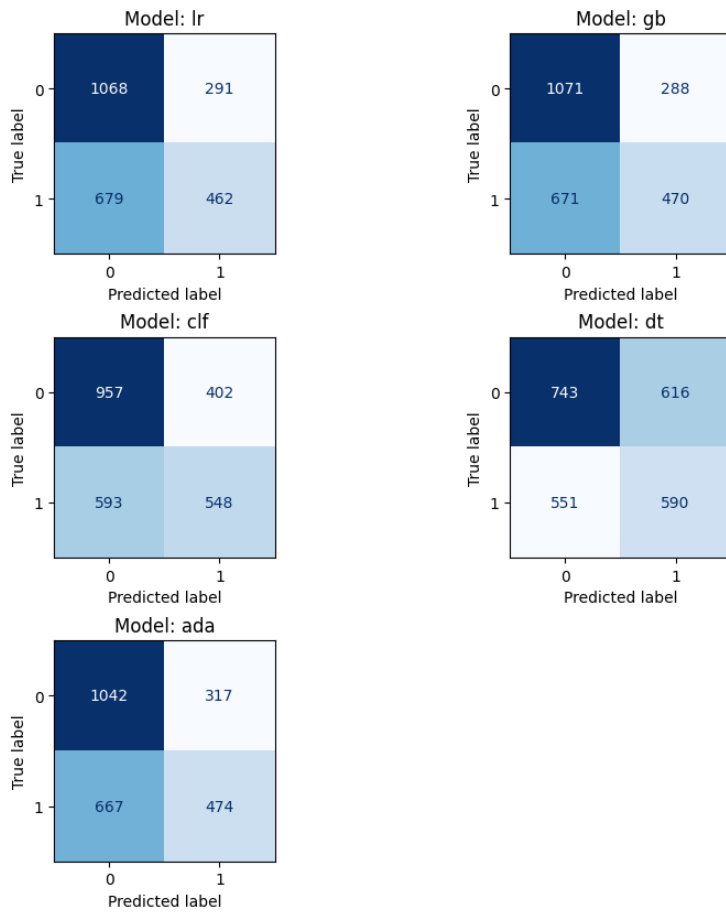 Model: lr
True label
0
1068
291
1
679
462
0
1
Predicted label
Model: gb
True label
0
1071
288
1
671
470
0
1
Predicted label
Model: clf
True label
0
957
402
1
593
548
0
1
Predicted label
Model: dt
True label
0
743
616
1
551
590
0
1
Predicted label
Model: ada
True label
0
1042
317
1
667
474
0
1
Predicted label